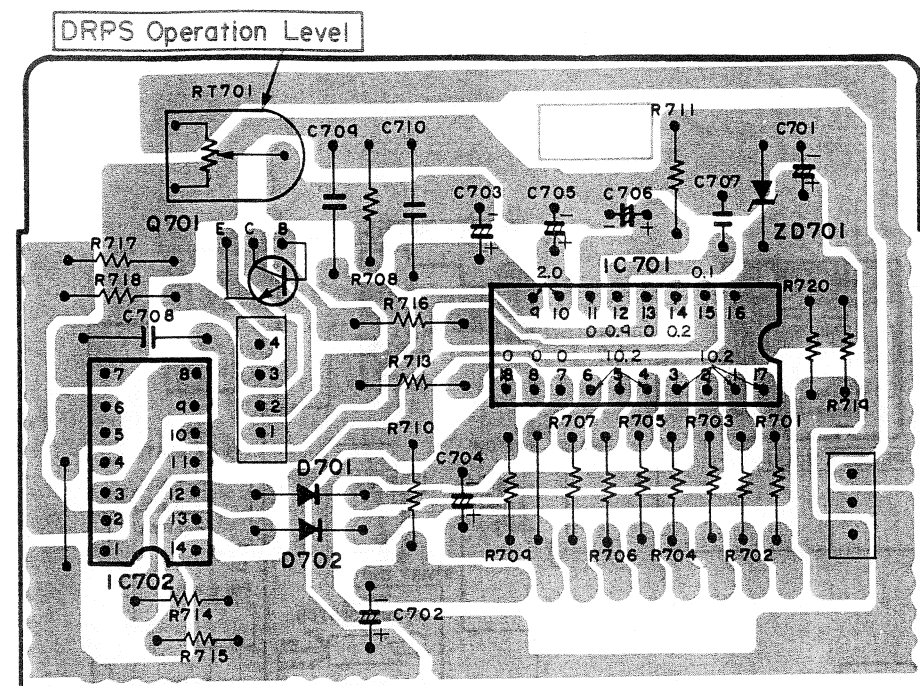 DRPS Operation Level
RT701
C709 C710
R711
C701
C703 C705 C706 C707
Q701 E C B
ZD701
R717
R708
IC701
R718
2.0 0.1
R720
C708
R716
9 10 11 12 13 14 15 16
0 0.9 0 0.2
4
0 0 0 10.2 10.2
7 8
3
R713
18 8 7 6 5 4 3 2 1 17
6 9
2
R719
5 10
1
R710
R707 R705 R703 R701
4 11
D701
C704
3 12
2 13
D702
R709 R706 R704 R702
1 14
IC702
R714
C702
R715